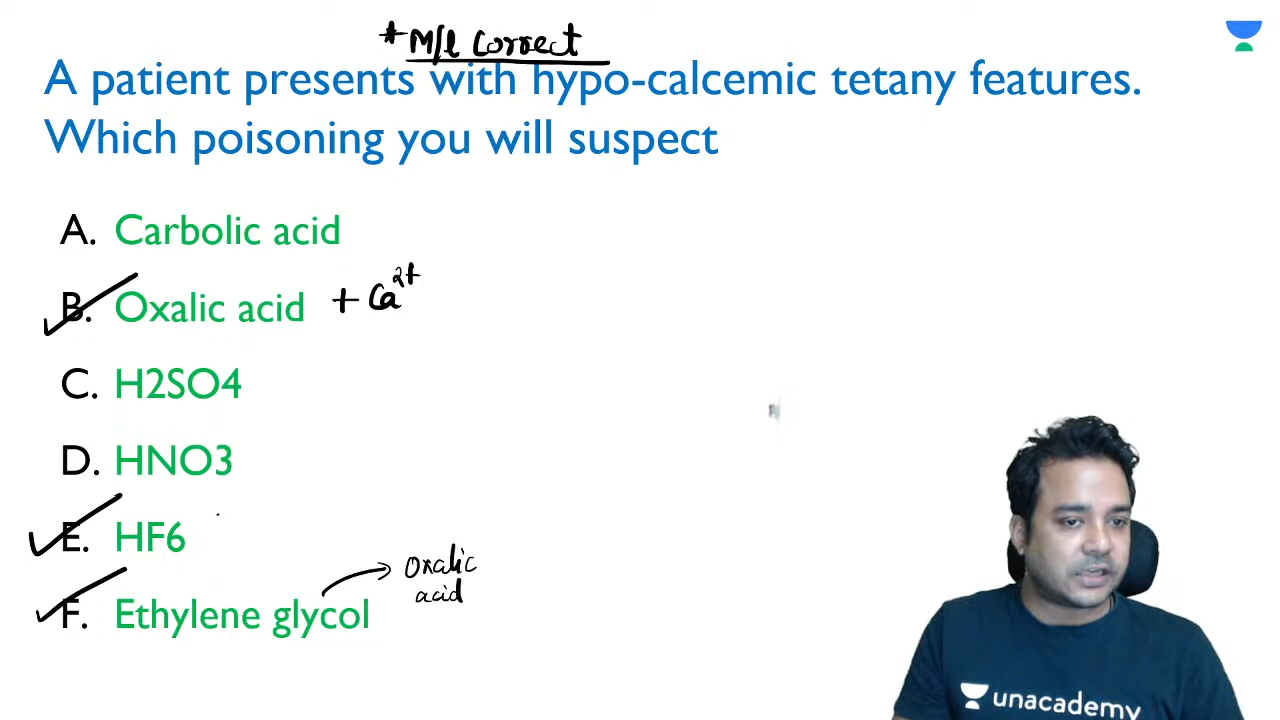 *M/l Correct
A patient presents with hypo-calcemic tetany features.
Which poisoning you will suspect
A. Carbolic acid
B. Oxalic acid + Ca2+
C. H2SO4
D. HNO3
E. HF6
F. Ethylene glycol
Oxalic
acid
unacademy